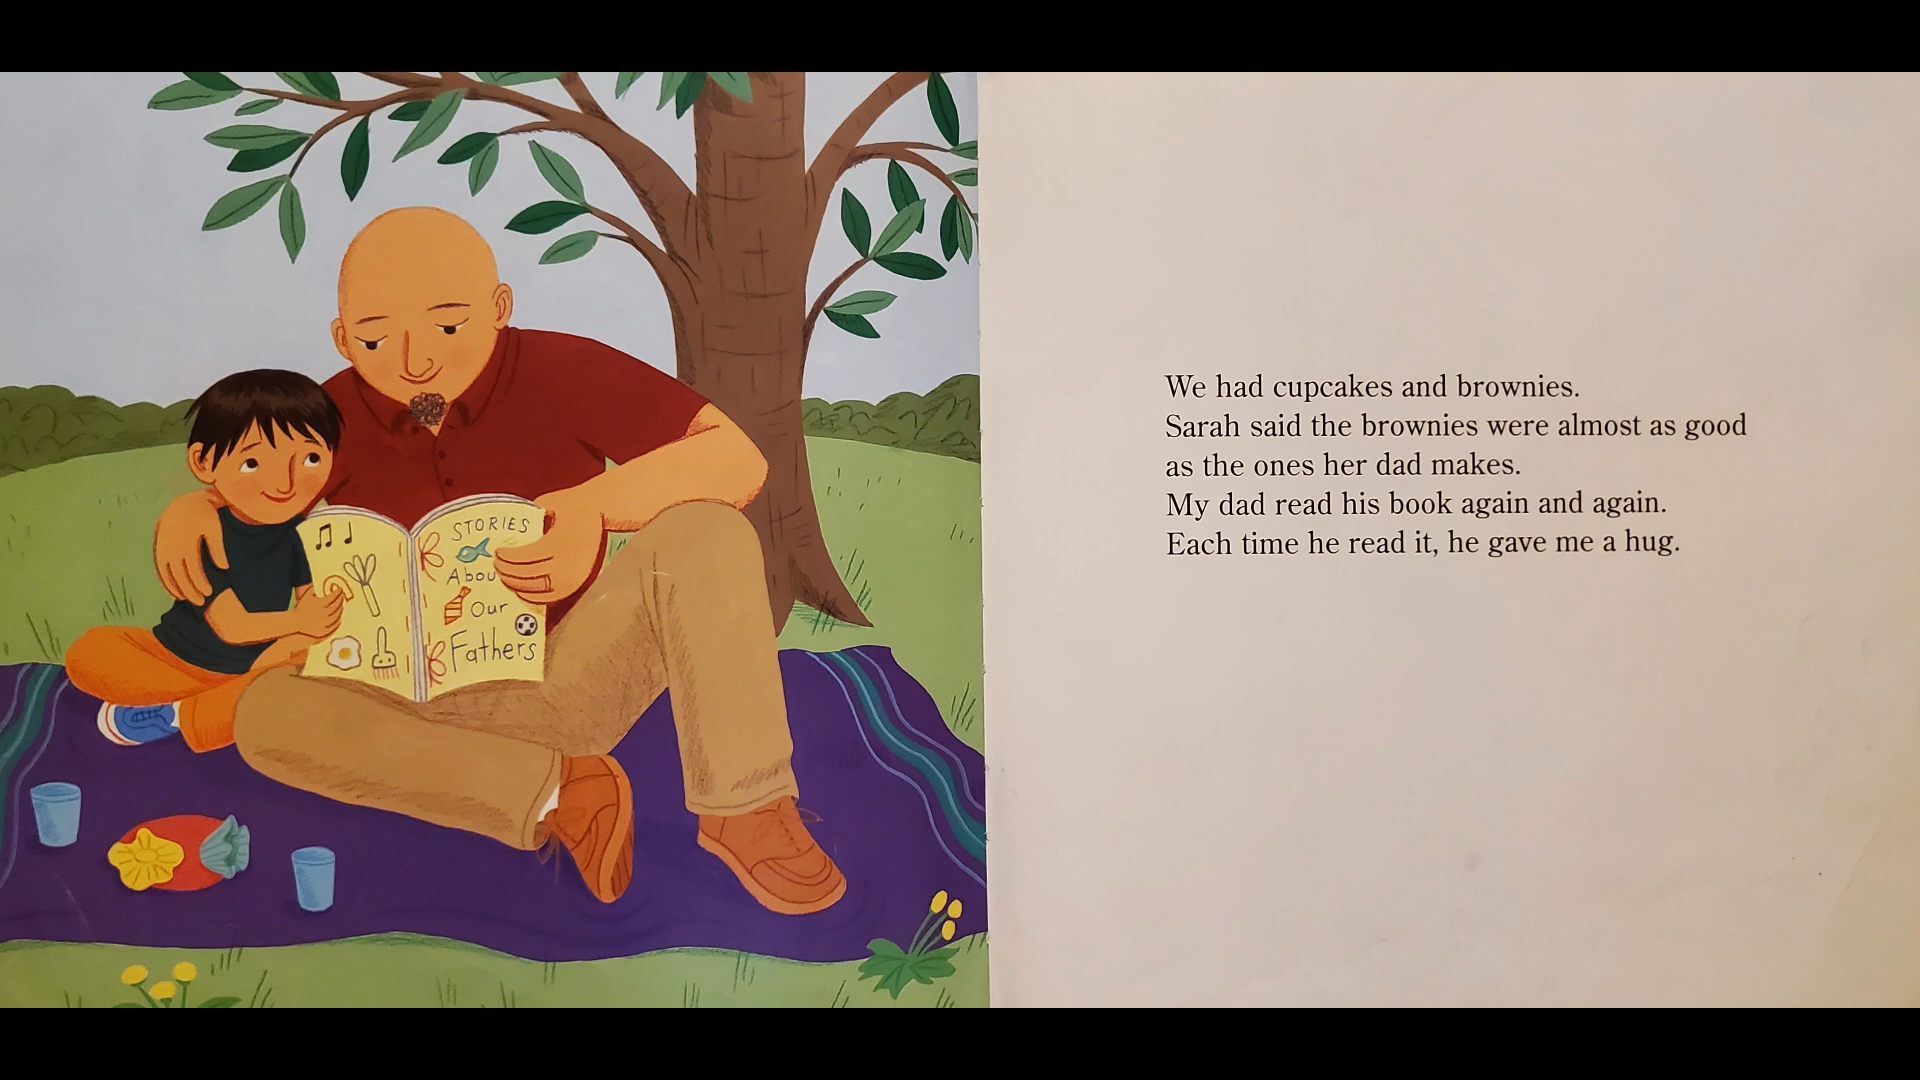 STORIES
Abou
Our
Fathers
We had cupcakes and brownies.
Sarah said the brownies were almost as good
as the ones her dad makes.
My dad read his book again and again.
Each time he read it, he gave me a hug.